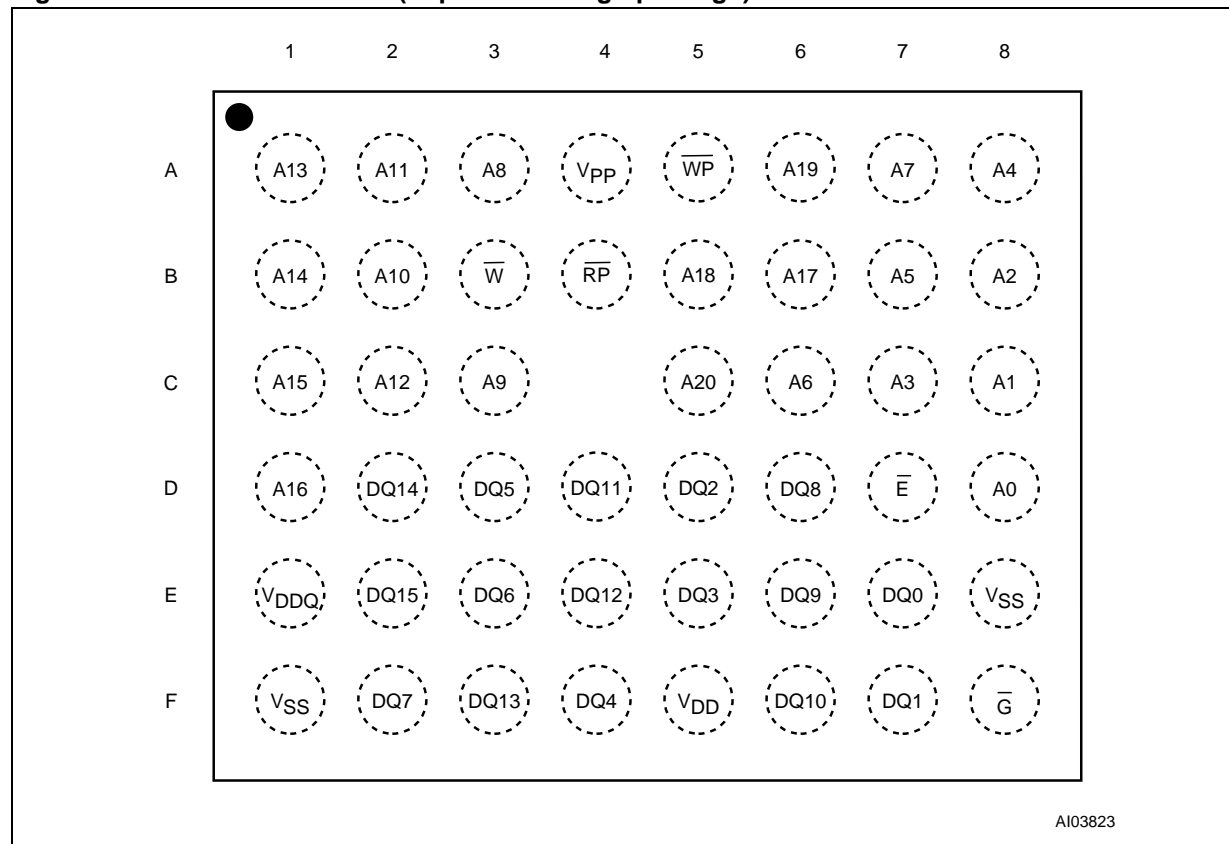 1 2 3 4 5 6 7 8
A A13 A11 A8 VPP W̅P̅ A19 A7 A4
B A14 A10 W̅ R̅P̅ A18 A17 A5 A2
C A15 A12 A9 A20 A6 A3 A1
D A16 DQ14 DQ5 DQ11 DQ2 DQ8 E̅ A0
E VDDQ DQ15 DQ6 DQ12 DQ3 DQ9 DQ0 VSS
F VSS DQ7 DQ13 DQ4 VDD DQ10 DQ1 G̅
AI03823